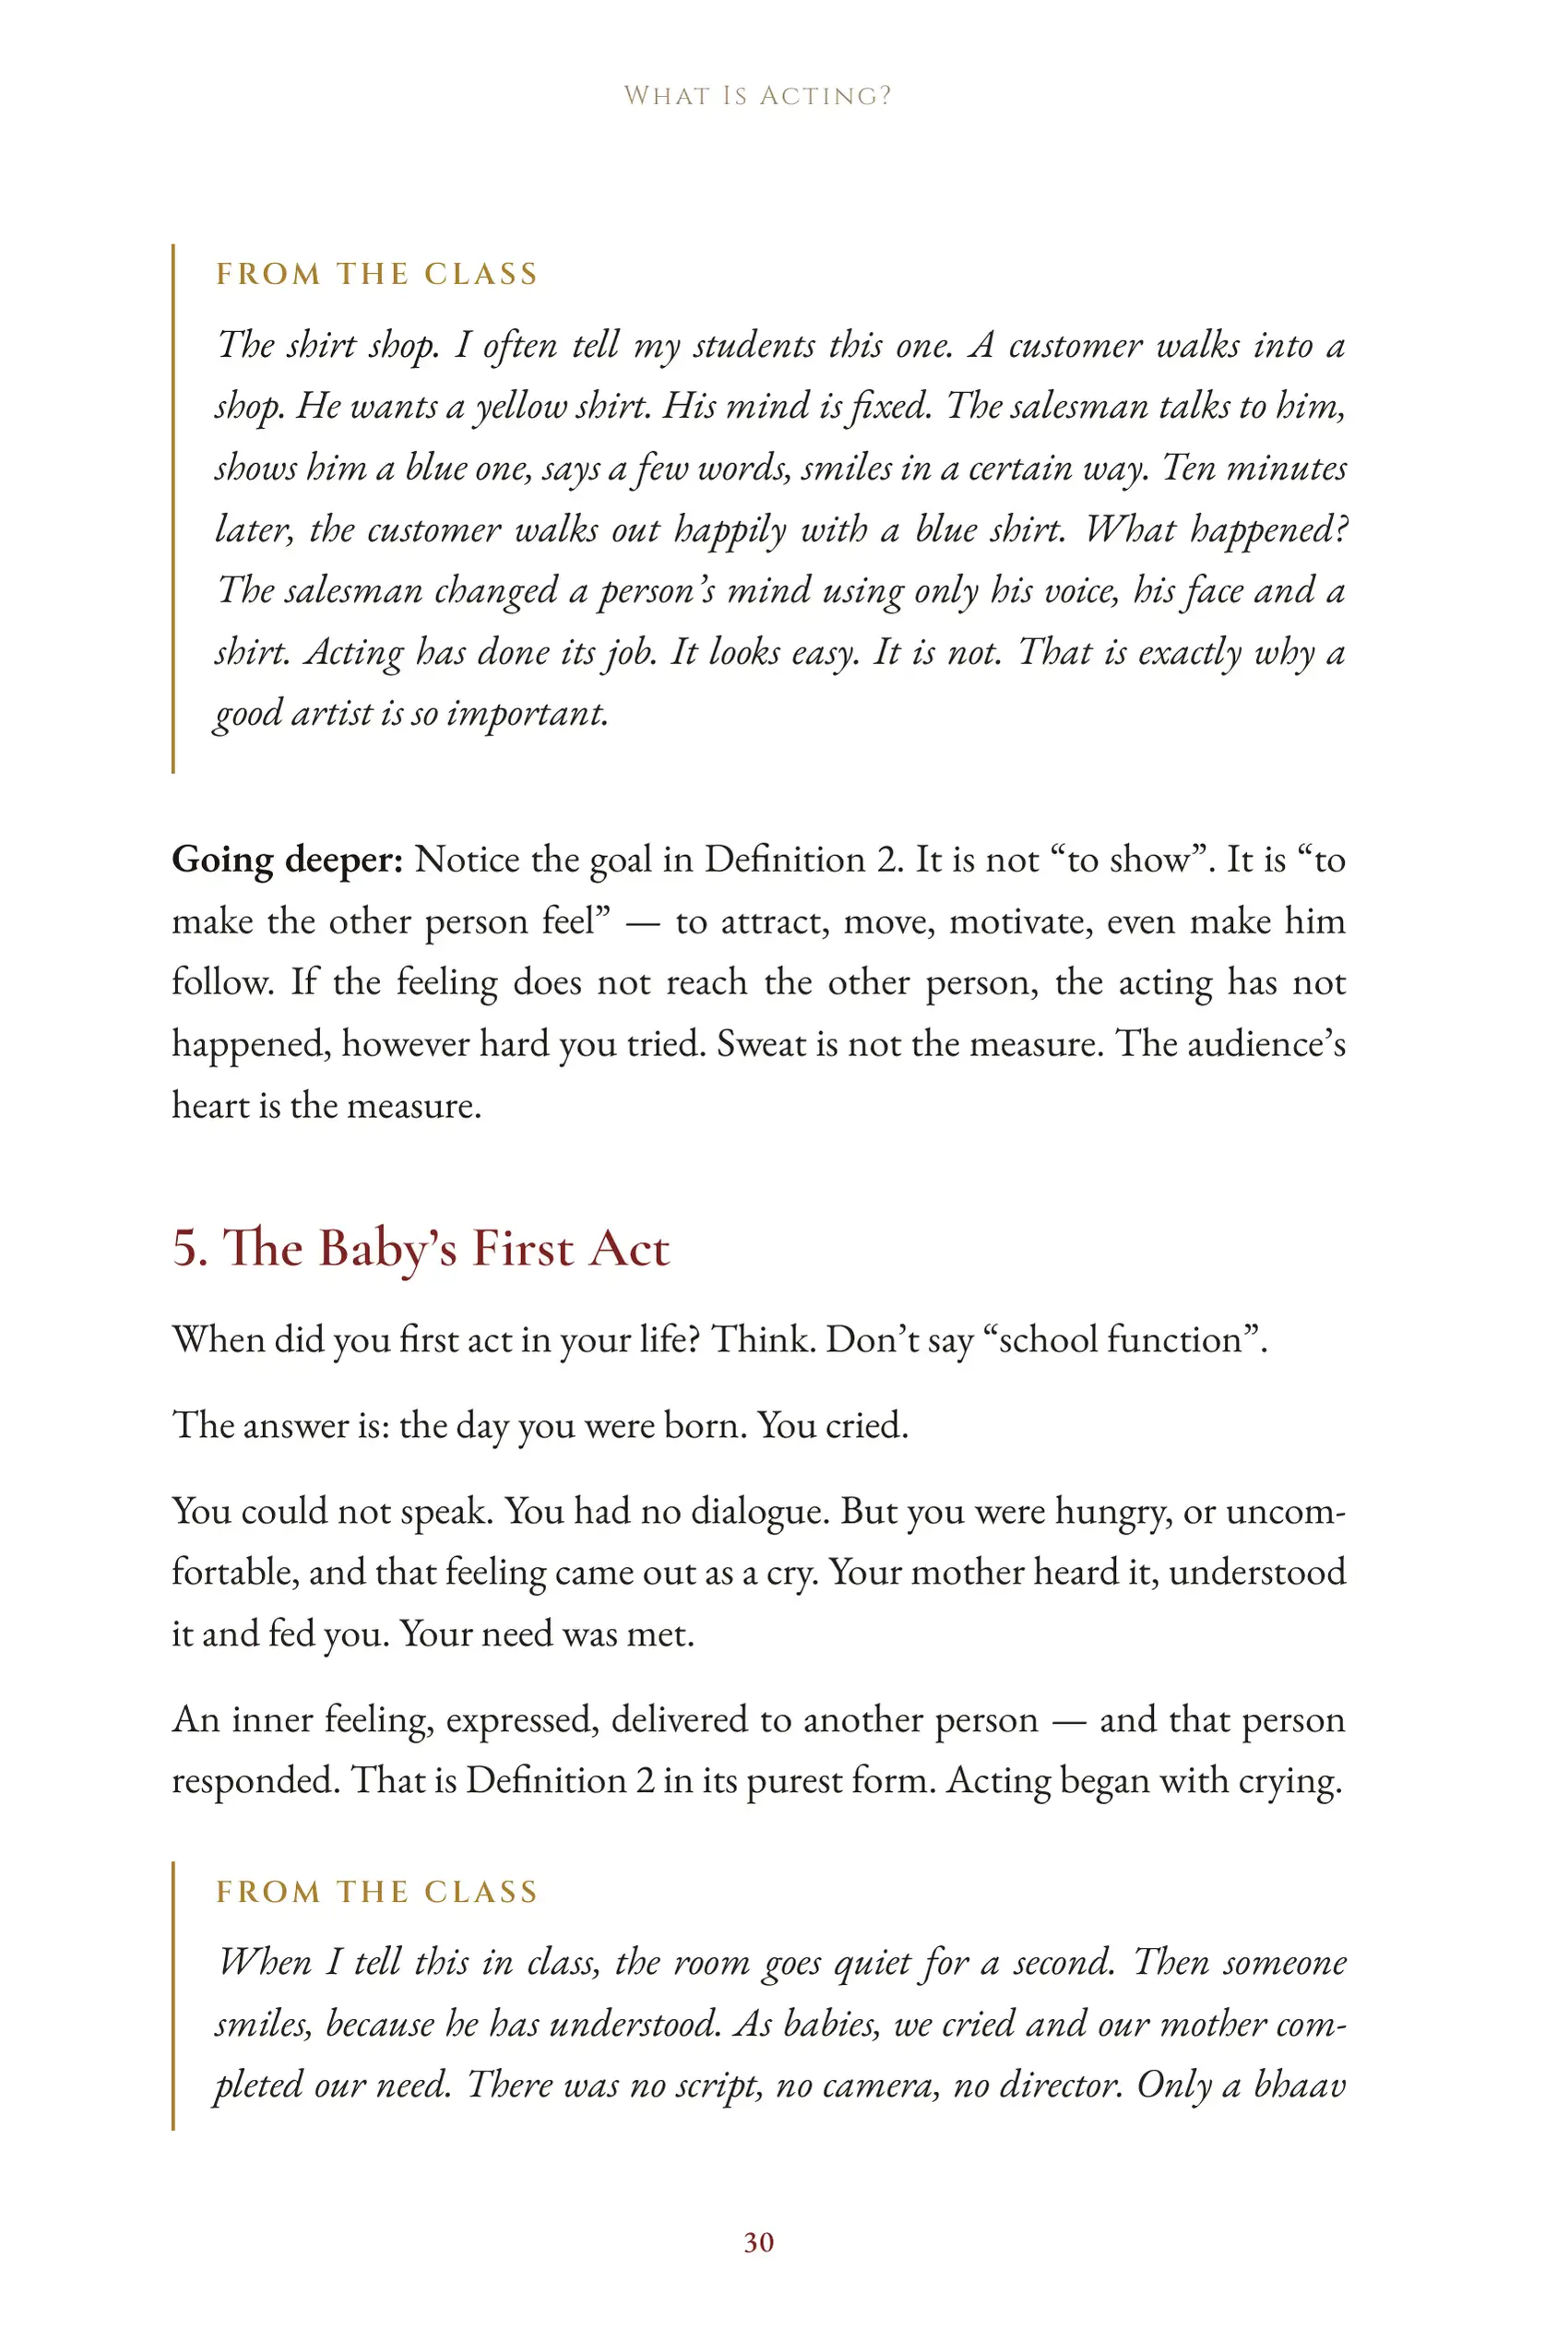 What Is Acting?
FROM THE CLASS
The shirt shop. I often tell my students this one. A customer walks into a
shop. He wants a yellow shirt. His mind is fixed. The salesman talks to him,
shows him a blue one, says a few words, smiles in a certain way. Ten minutes
later, the customer walks out happily with a blue shirt. What happened?
The salesman changed a person’s mind using only his voice, his face and a
shirt. Acting has done its job. It looks easy. It is not. That is exactly why a
good artist is so important.
Going deeper: Notice the goal in Definition 2. It is not “to show”. It is “to
make the other person feel” — to attract, move, motivate, even make him
follow. If the feeling does not reach the other person, the acting has not
happened, however hard you tried. Sweat is not the measure. The audience’s
heart is the measure.
5. The Baby’s First Act
When did you first act in your life? Think. Don’t say “school function”.
The answer is: the day you were born. You cried.
You could not speak. You had no dialogue. But you were hungry, or uncom-
fortable, and that feeling came out as a cry. Your mother heard it, understood
it and fed you. Your need was met.
An inner feeling, expressed, delivered to another person — and that person
responded. That is Definition 2 in its purest form. Acting began with crying.
FROM THE CLASS
When I tell this in class, the room goes quiet for a second. Then someone
smiles, because he has understood. As babies, we cried and our mother com-
pleted our need. There was no script, no camera, no director. Only a bhaav
30